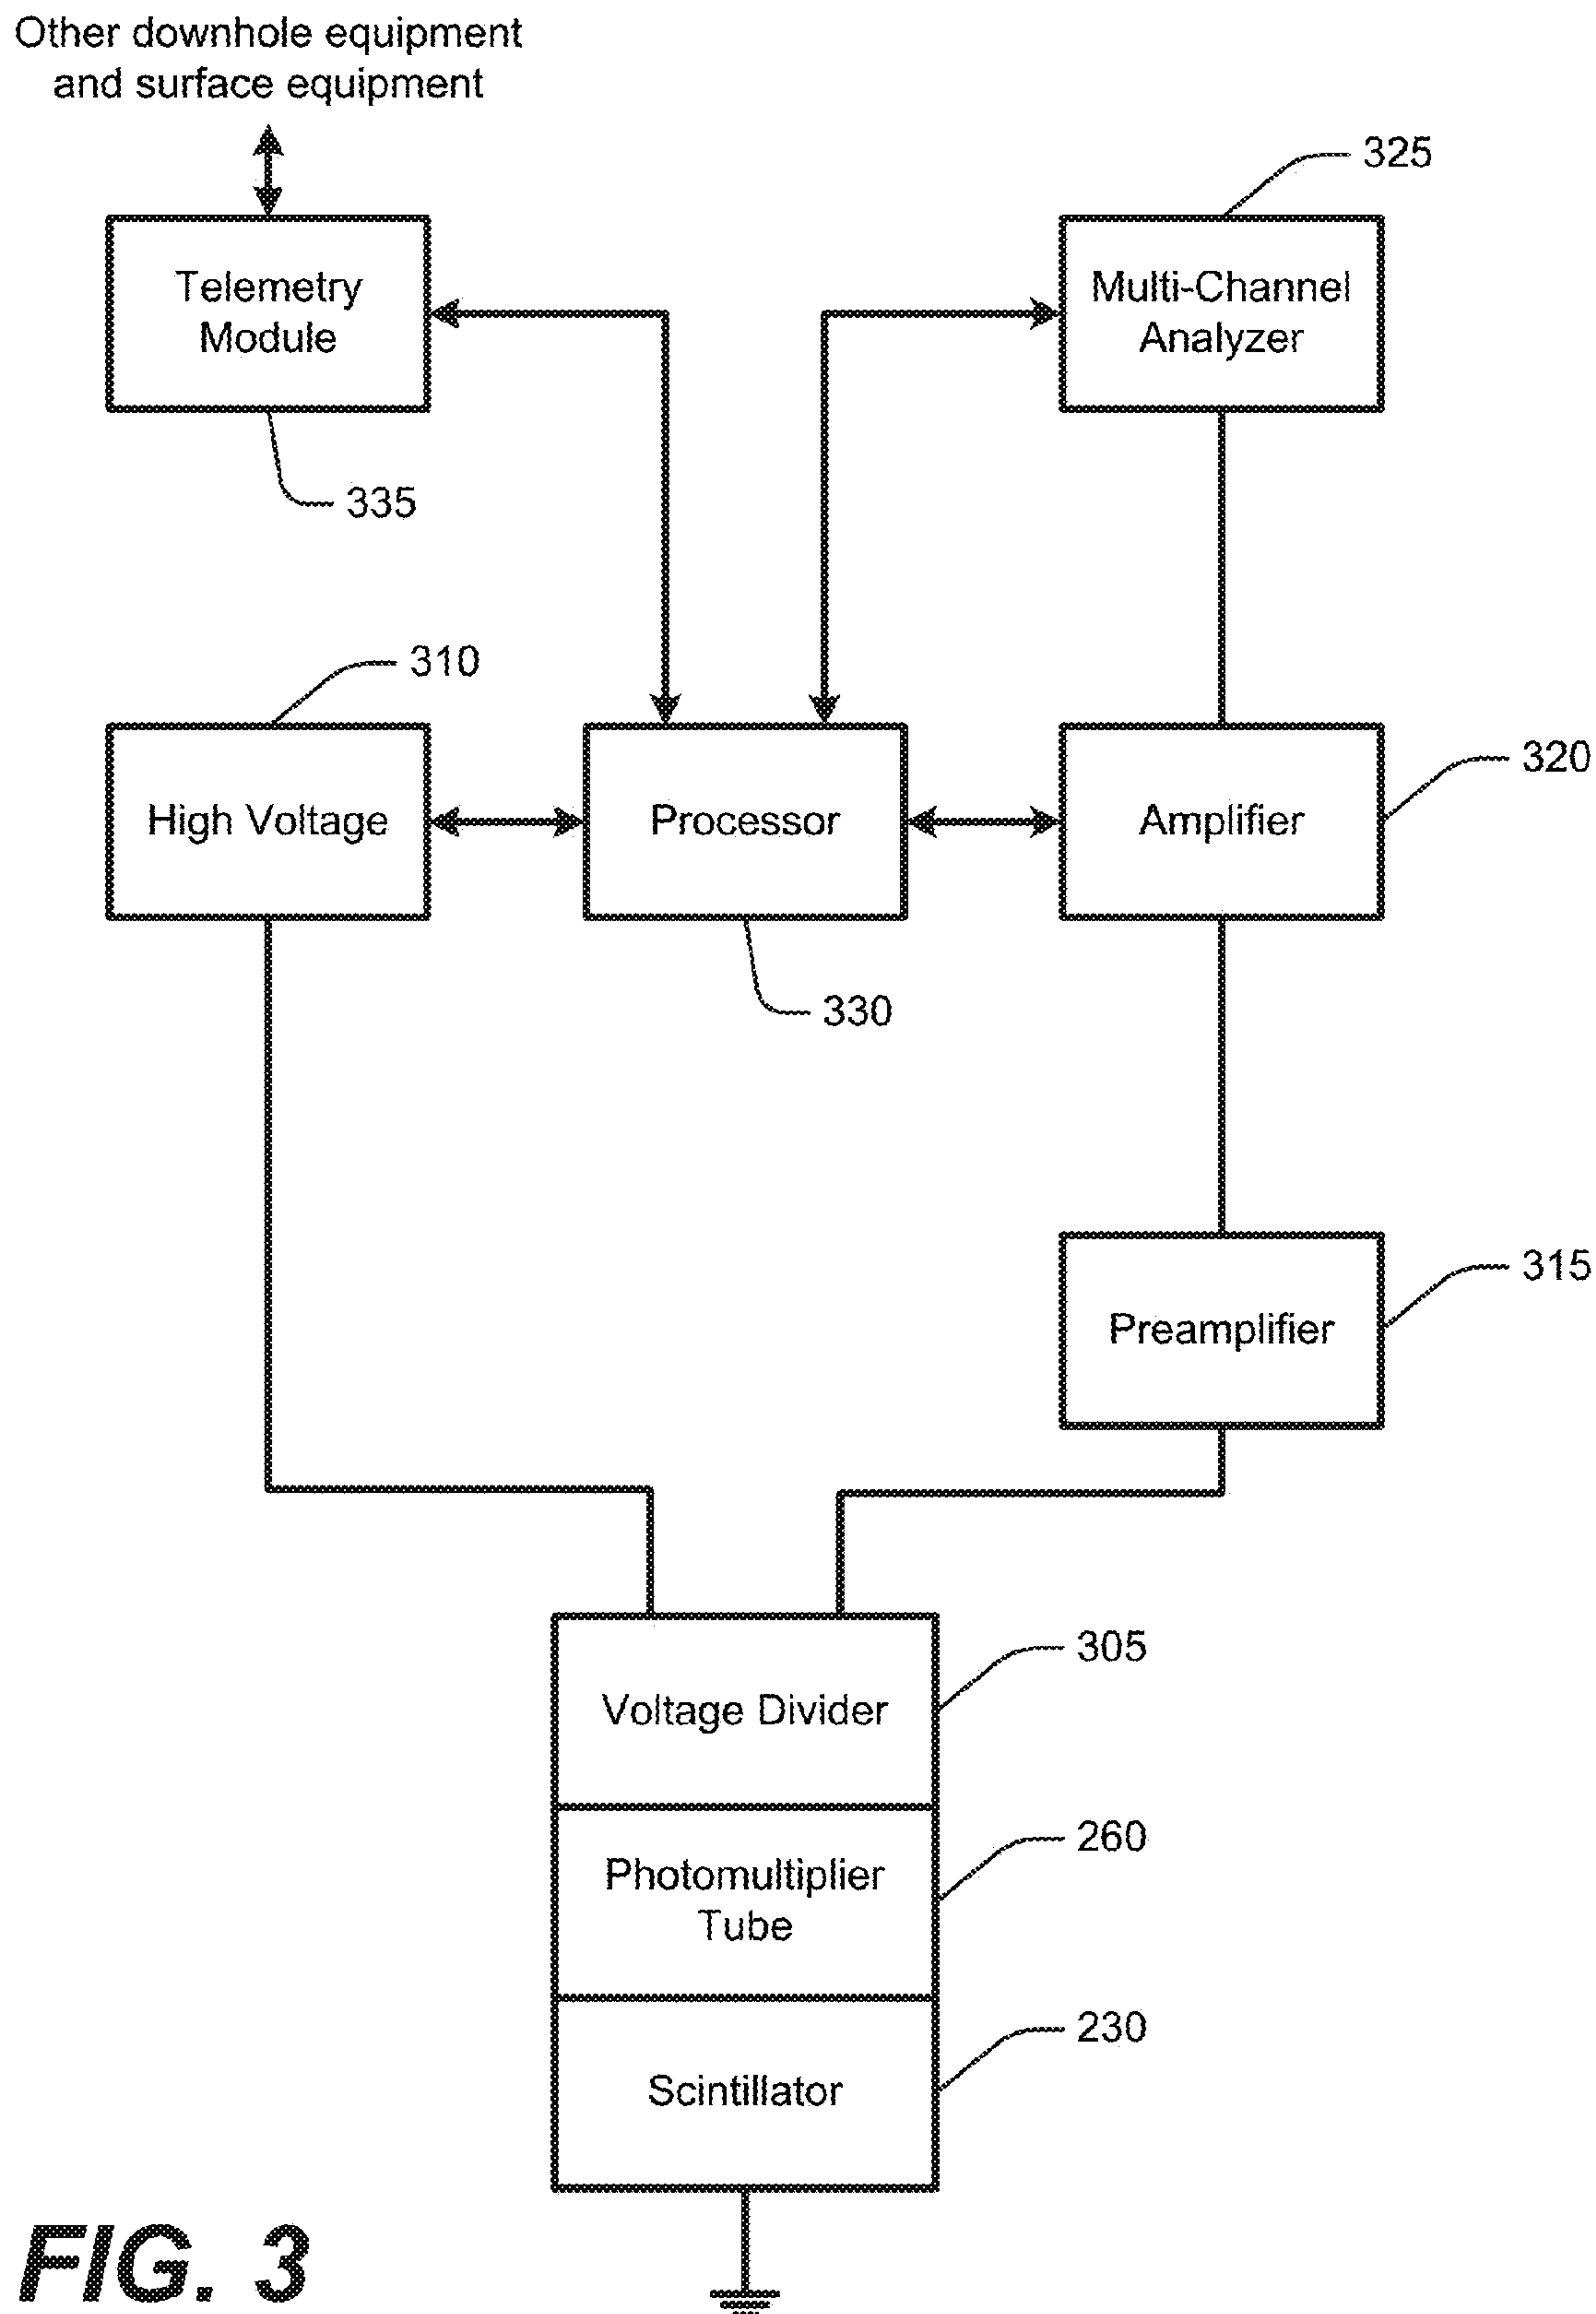 Other downhole equipment
and surface equipment
325
Telemetry
Module
Multi-Channel
Analyzer
335
310
320
High Voltage
Processor
Amplifier
330
315
Preamplifier
305
Voltage Divider
260
Photomultiplier
Tube
230
Scintillator
FIG. 3